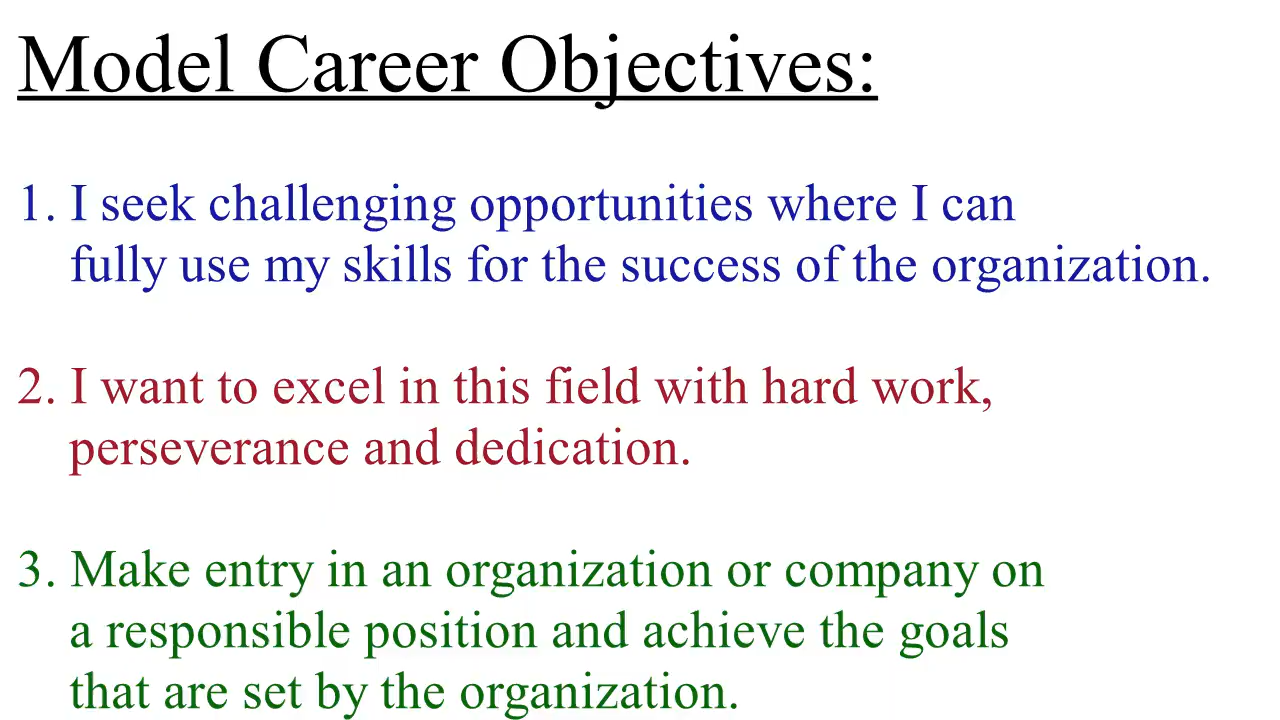 Model Career Objectives:
1. I seek challenging opportunities where I can
fully use my skills for the success of the organization.
2. I want to excel in this field with hard work,
perseverance and dedication.
3. Make entry in an organization or company on
a responsible position and achieve the goals
that are set by the organization.